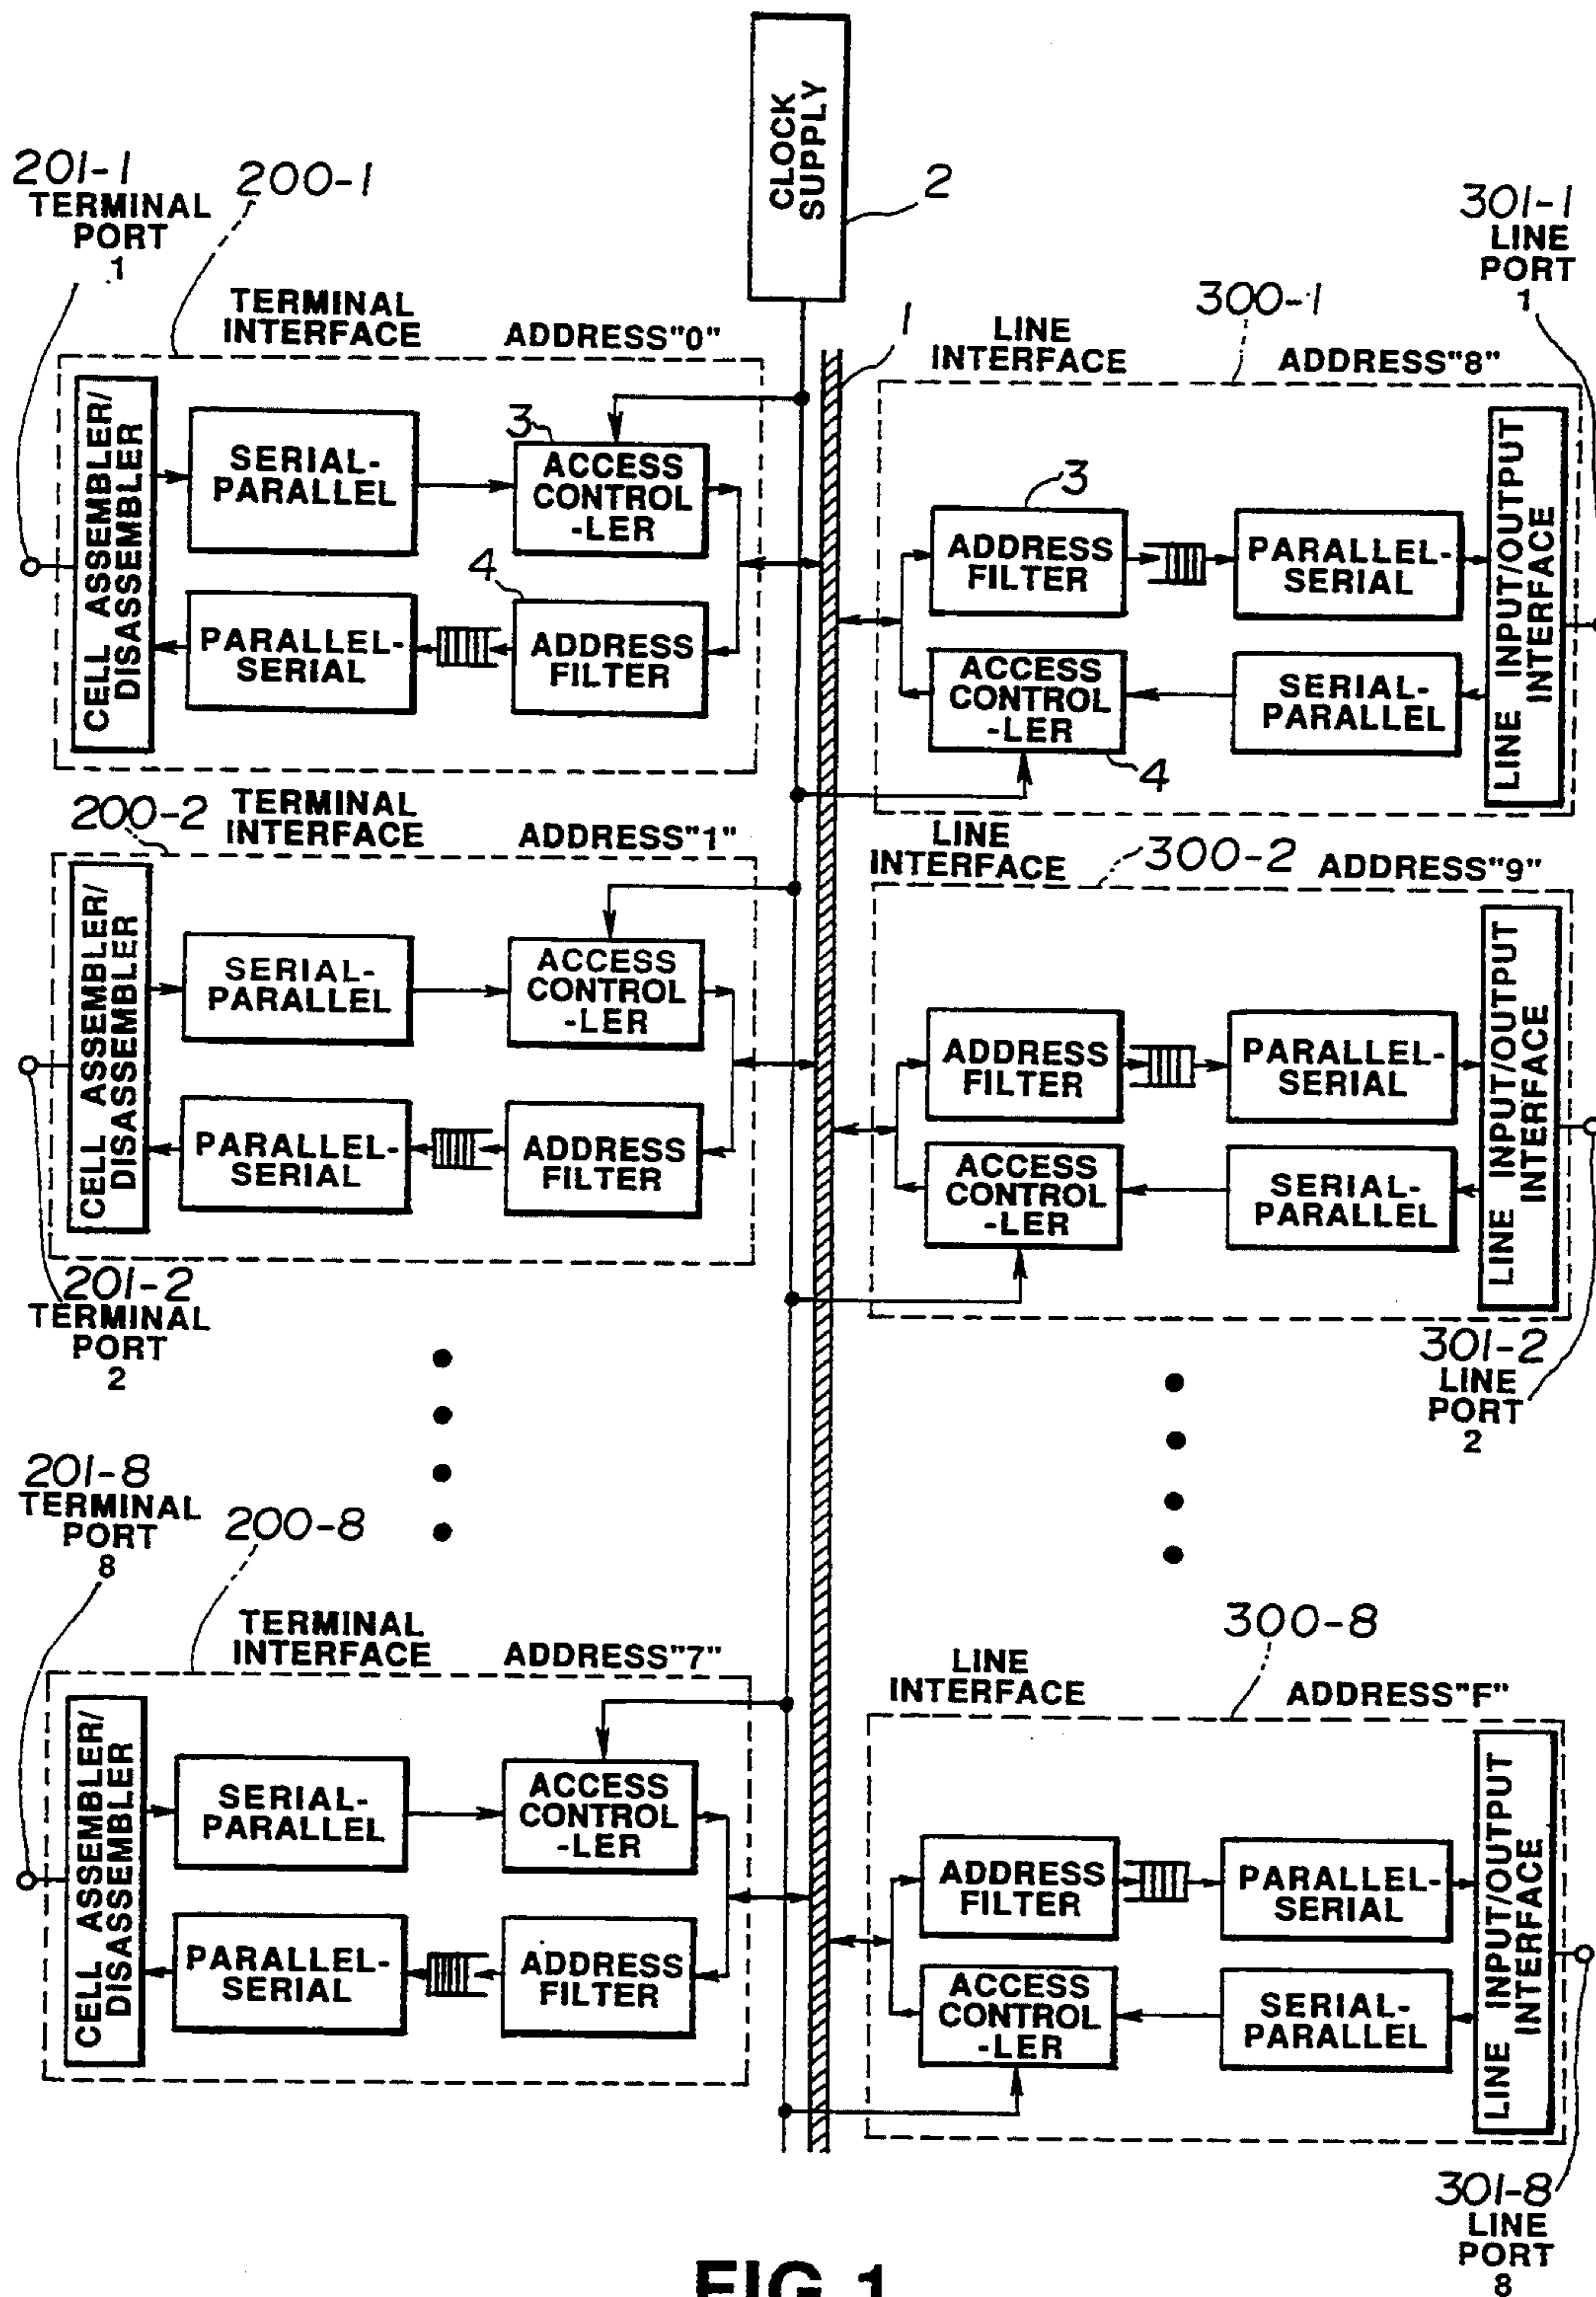 CLOCK
SUPPLY
2
1
201-1
TERMINAL
PORT
1
200-1
TERMINAL
INTERFACE
ADDRESS"0"
CELL ASSEMBLER/
DISASSEMBLER
SERIAL-
PARALLEL
3
ACCESS
CONTROL
-LER
PARALLEL-
SERIAL
4
ADDRESS
FILTER
301-1
LINE
PORT
1
300-1
LINE
INTERFACE
ADDRESS"8"
3
ADDRESS
FILTER
PARALLEL-
SERIAL
ACCESS
CONTROL
-LER
4
SERIAL-
PARALLEL
LINE INPUT/OUTPUT
INTERFACE
200-2
TERMINAL
INTERFACE
ADDRESS"1"
CELL ASSEMBLER/
DISASSEMBLER
SERIAL-
PARALLEL
ACCESS
CONTROL
-LER
PARALLEL-
SERIAL
ADDRESS
FILTER
201-2
TERMINAL
PORT
2
LINE
INTERFACE
300-2
ADDRESS"9"
ADDRESS
FILTER
PARALLEL-
SERIAL
ACCESS
CONTROL
-LER
SERIAL-
PARALLEL
LINE INPUT/OUTPUT
INTERFACE
301-2
LINE
PORT
2
201-8
TERMINAL
PORT
8
200-8
TERMINAL
INTERFACE
ADDRESS"7"
CELL ASSEMBLER/
DISASSEMBLER
SERIAL-
PARALLEL
ACCESS
CONTROL
-LER
PARALLEL-
SERIAL
ADDRESS
FILTER
300-8
LINE
INTERFACE
ADDRESS"F"
ADDRESS
FILTER
PARALLEL-
SERIAL
ACCESS
CONTROL
-LER
SERIAL-
PARALLEL
LINE INPUT/OUTPUT
INTERFACE
301-8
LINE
PORT
8
FIG.1